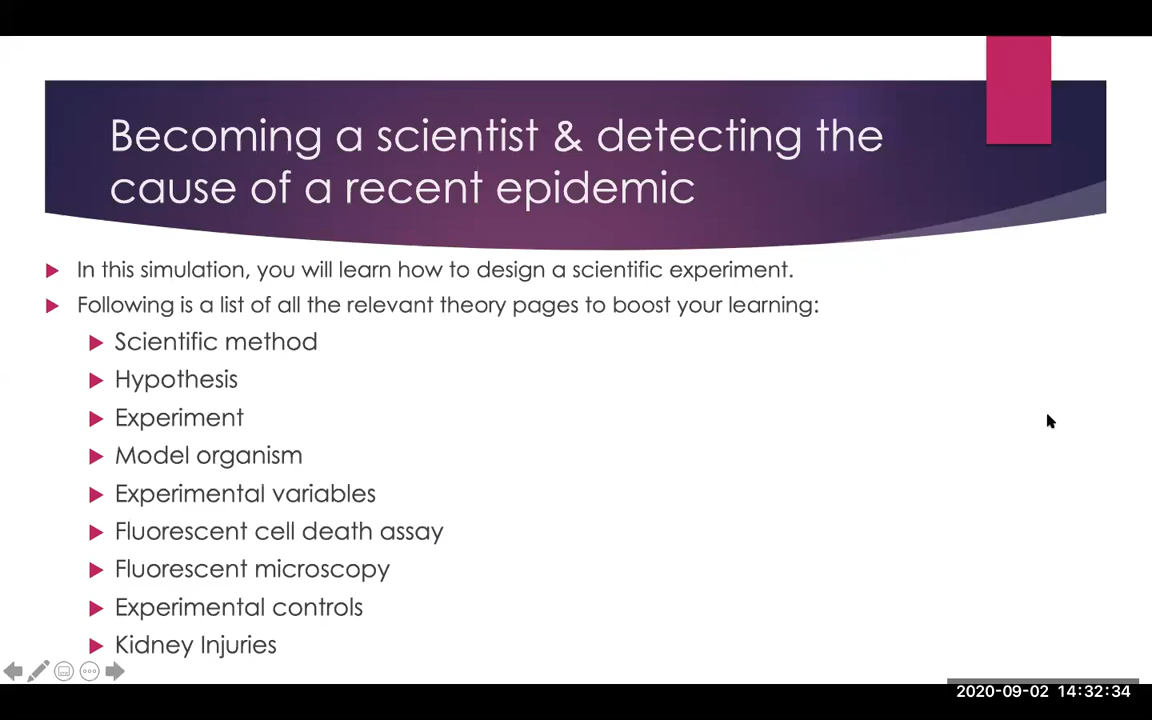 Becoming a scientist & detecting the
cause of a recent epidemic
In this simulation, you will learn how to design a scientific experiment.
Following is a list of all the relevant theory pages to boost your learning:
Scientific method
Hypothesis
Experiment
Model organism
Experimental variables
Fluorescent cell death assay
Fluorescent microscopy
Experimental controls
Kidney Injuries
2020-09-02 14:32:34